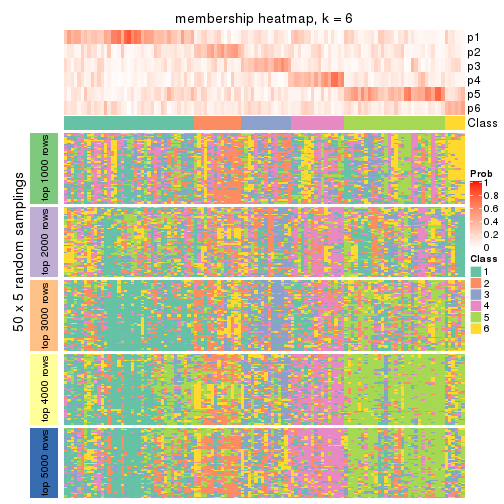 membership heatmap, k = 6
p1
p2
p3
p4
p5
p6
Class
50 x 5 random samplings
top 1000 rows
top 2000 rows
top 3000 rows
top 4000 rows
top 5000 rows
Prob
1
0.8
0.6
0.4
0.2
0
Class
1
2
3
4
5
6